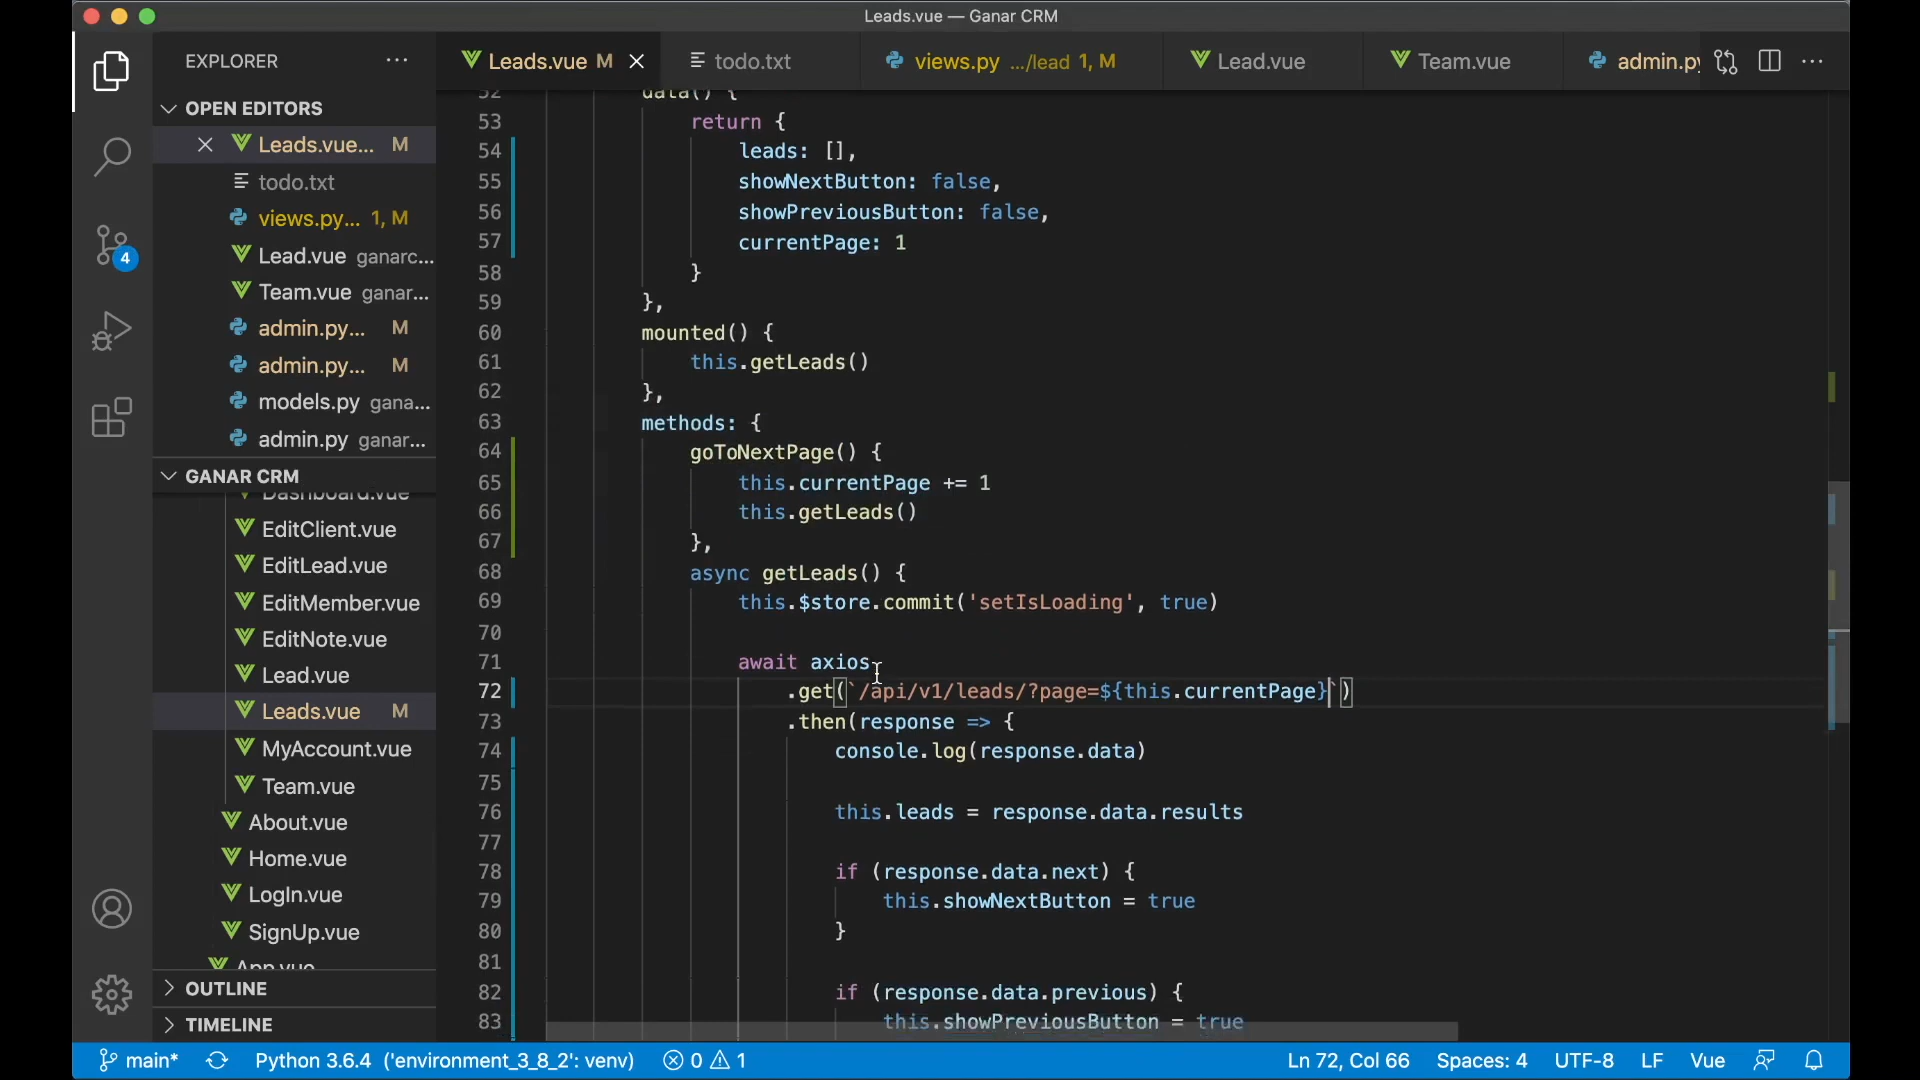 Leads.vue — Ganar CRM
EXPLORER
Leads.vue M
todo.txt
views.py .../lead 1, M
Lead.vue
Team.vue
admin.py
OPEN EDITORS
Leads.vue... M
todo.txt
views.py... 1, M
Lead.vue ganarc...
Team.vue ganar...
admin.py... M
admin.py... M
models.py gana...
admin.py ganar...
GANAR CRM
Dashboard.vue
EditClient.vue
EditLead.vue
EditMember.vue
EditNote.vue
Lead.vue
Leads.vue M
MyAccount.vue
Team.vue
About.vue
Home.vue
LogIn.vue
SignUp.vue
App.vue
OUTLINE
TIMELINE
52 data() {
53 return {
54 leads: [],
55 showNextButton: false,
56 showPreviousButton: false,
57 currentPage: 1
58 }
59 },
60 mounted() {
61 this.getLeads()
62 },
63 methods: {
64 goToNextPage() {
65 this.currentPage += 1
66 this.getLeads()
67 },
68 async getLeads() {
69 this.$store.commit('setIsLoading', true)
70
71 await axios
72 .get(`/api/v1/leads/?page=${this.currentPage}`)
73 .then(response => {
74 console.log(response.data)
75
76 this.leads = response.data.results
77
78 if (response.data.next) {
79 this.showNextButton = true
80 }
81
82 if (response.data.previous) {
83 this.showPreviousButton = true
4
main* Python 3.6.4 ('environment_3_8_2': venv) 0 1 Ln 72, Col 66 Spaces: 4 UTF-8 LF Vue